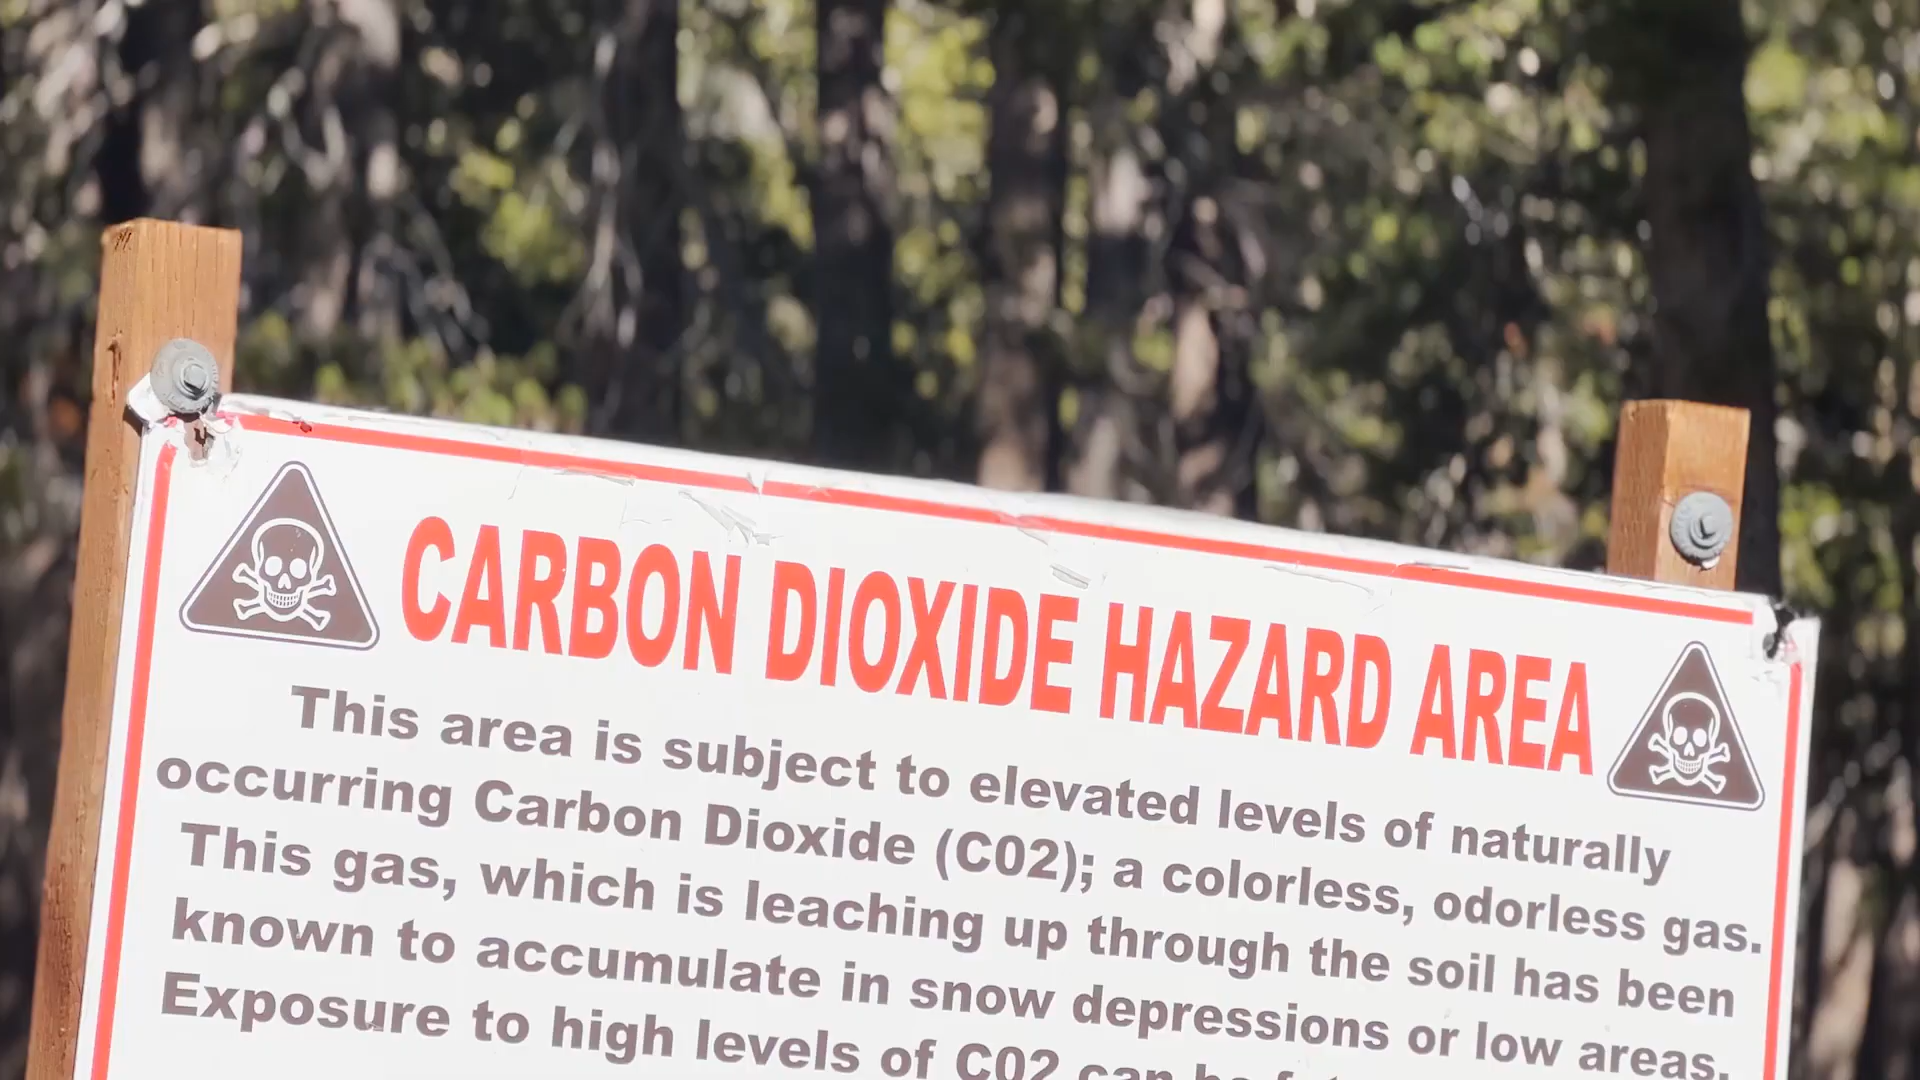 CARBON DIOXIDE HAZARD AREA
This area is subject to elevated levels of naturally
occurring Carbon Dioxide (C02); a colorless, odorless gas.
This gas, which is leaching up through the soil has been
known to accumulate in snow depressions or low areas.
Exposure to high levels of C02 can be